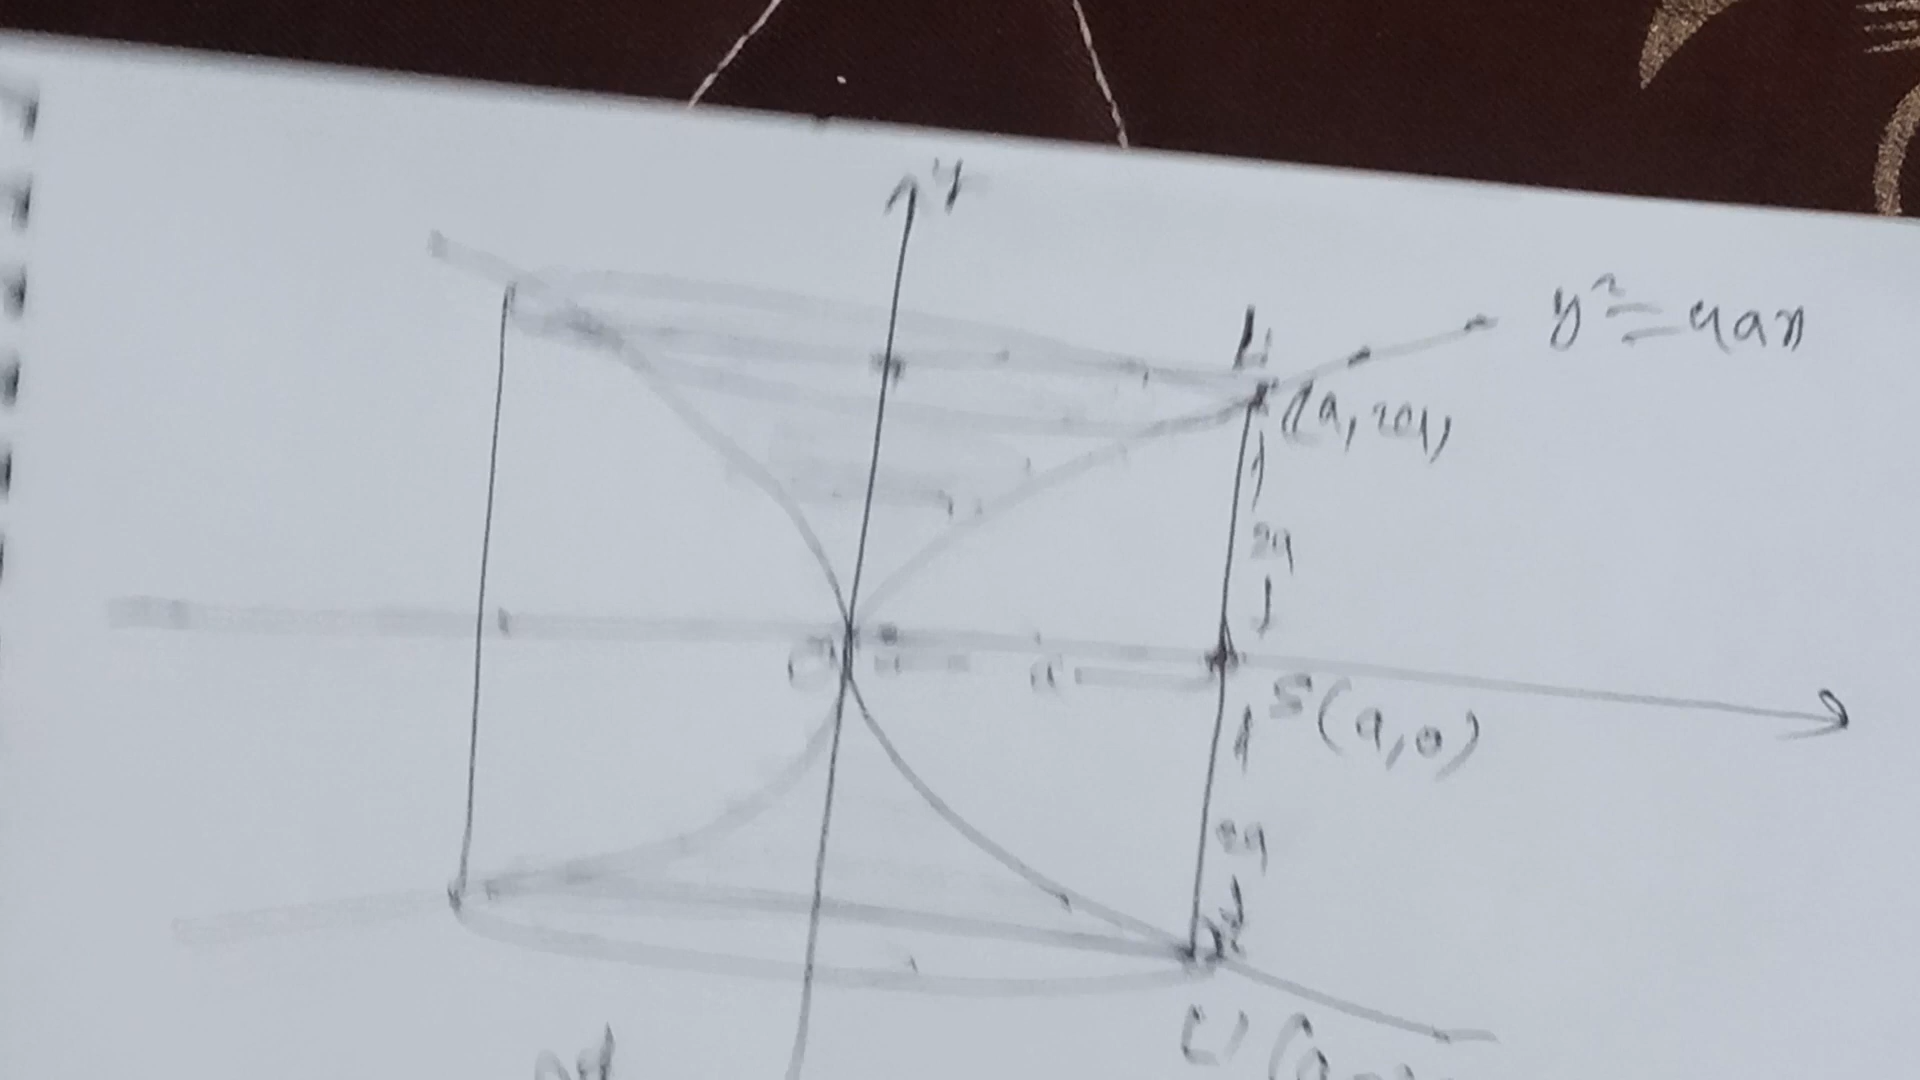 y
y² = 4ax
L
(a, 2a)
2a
O
a
S(a,0)
2a
L'(a